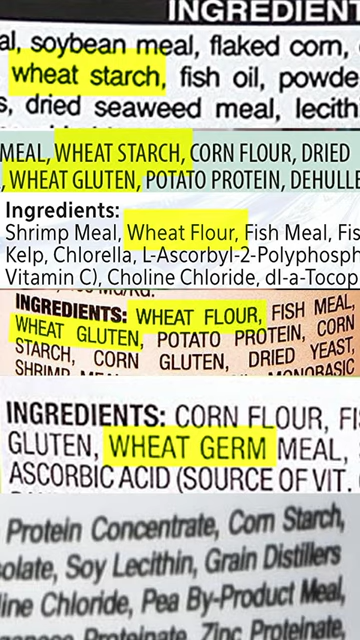 INGREDIENT
al, soybean meal, flaked corn,
wheat starch, fish oil, powde
s, dried seaweed meal, lecith
MEAL, WHEAT STARCH, CORN FLOUR, DRIED
, WHEAT GLUTEN, POTATO PROTEIN, DEHULLE
Ingredients:
Shrimp Meal, Wheat Flour, Fish Meal, Fis
Kelp, Chlorella, L-Ascorbyl-2-Polyphosph
Vitamin C), Choline Chloride, dl-a-Tocop
INGREDIENTS: WHEAT FLOUR, FISH MEAL,
WHEAT GLUTEN, POTATO PROTEIN, CORN
STARCH, CORN GLUTEN, DRIED YEAST,
MONOBASIC
INGREDIENTS: CORN FLOUR, FIS
GLUTEN, WHEAT GERM MEAL,
ASCORBIC ACID (SOURCE OF VIT.
Protein Concentrate, Corn Starch,
olate, Soy Lecithin, Grain Distillers
line Chloride, Pea By-Product Meal,
Proteinate, Zinc Proteinate,